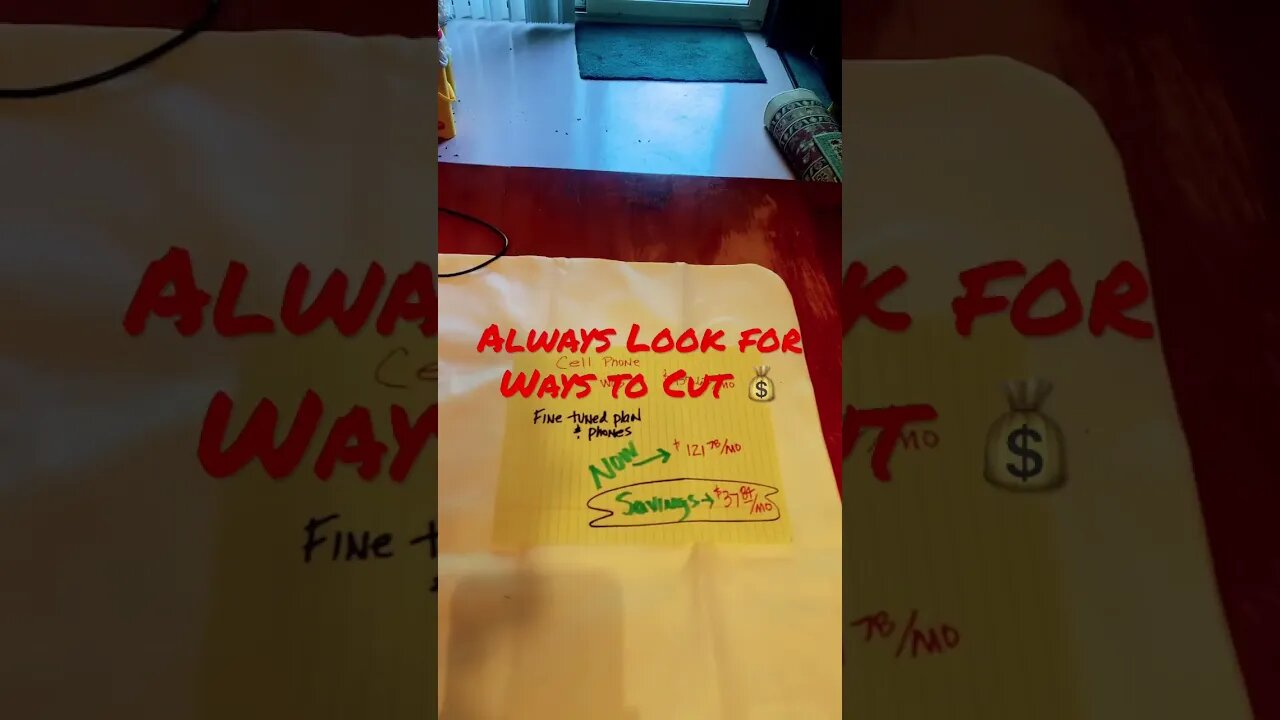 Always Look for
Ways to Cut 💰
Cell Phone
/MO
Fine tuned plan
& phones
NOW → $121 78/MO
Savings → $37 84/MO